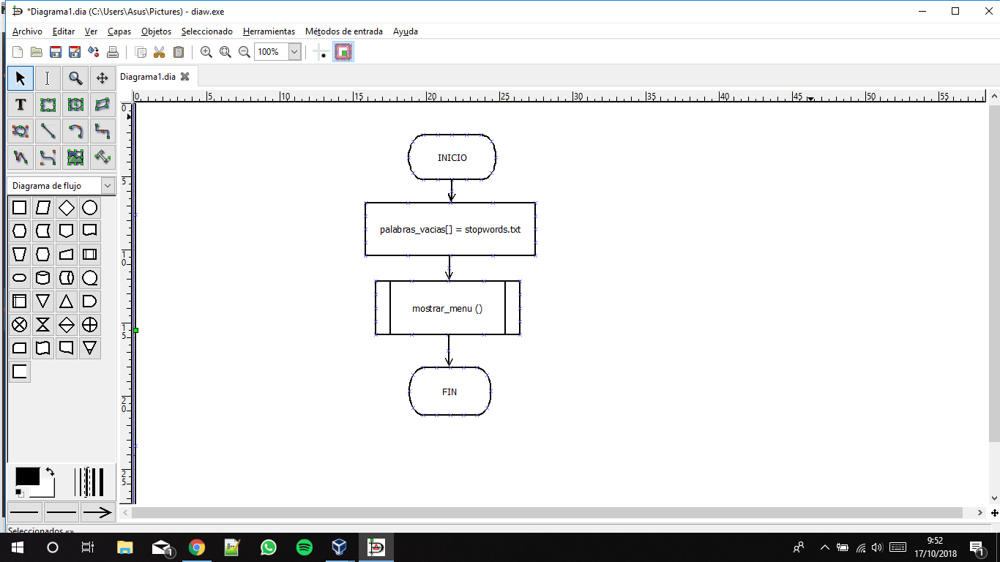 *Diagrama1.dia (C:\Users\Asus\Pictures) - diaw.exe
Archivo Editar Ver Capas Objetos Seleccionado Herramientas Métodos de entrada Ayuda
100%
Diagrama1.dia
0 5 10 15 20 25 30 35 40 45 50 55
T
Diagrama de flujo
0
5
10
15
20
25
INICIO
palabras_vacias[] = stopwords.txt
mostrar_menu ()
FIN
Seleccionados «»
1
9:52
17/10/2018
1